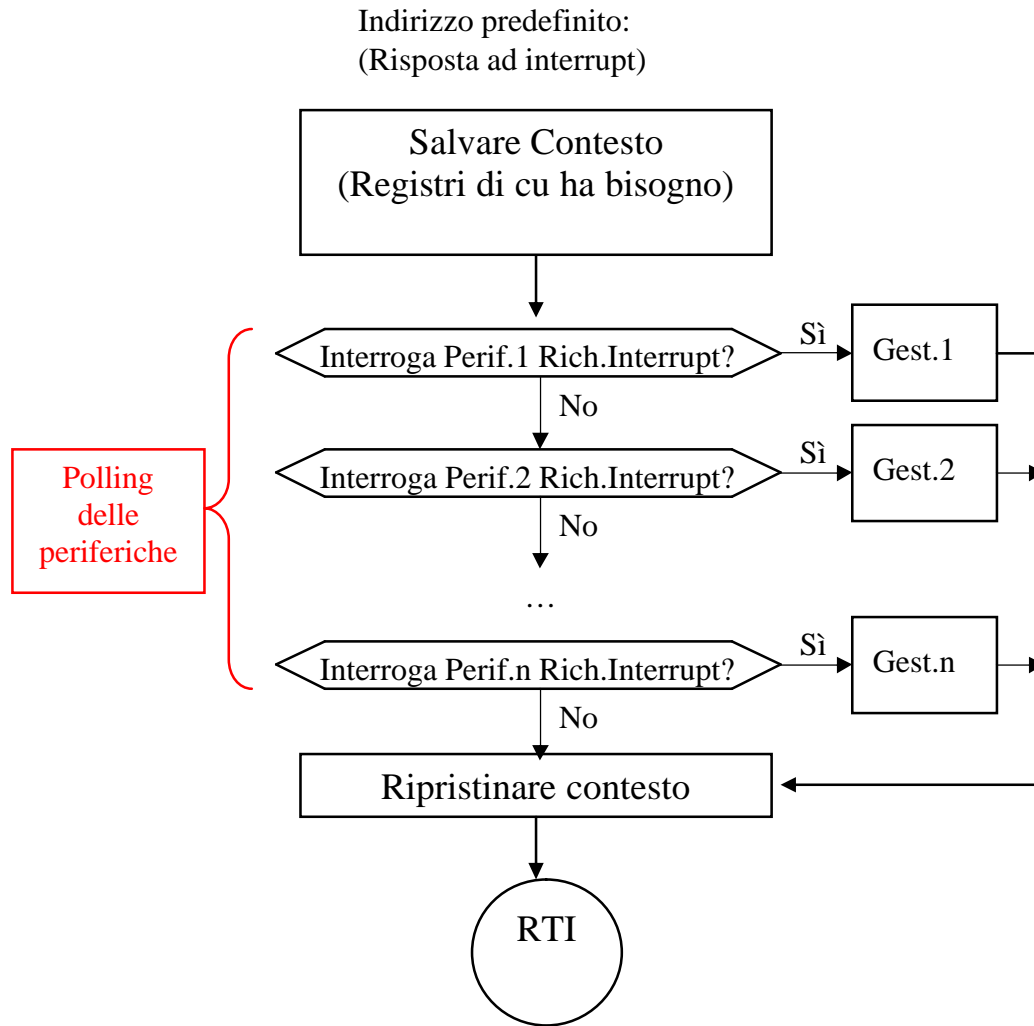 Indirizzo predefinito:
(Risposta ad interrupt)
Salvare Contesto
(Registri di cu ha bisogno)
Interroga Perif.1 Rich.Interrupt?
Sì
Gest.1
No
Interroga Perif.2 Rich.Interrupt?
Sì
Gest.2
No
Polling
delle
periferiche
…
Interroga Perif.n Rich.Interrupt?
Sì
Gest.n
No
Ripristinare contesto
RTI